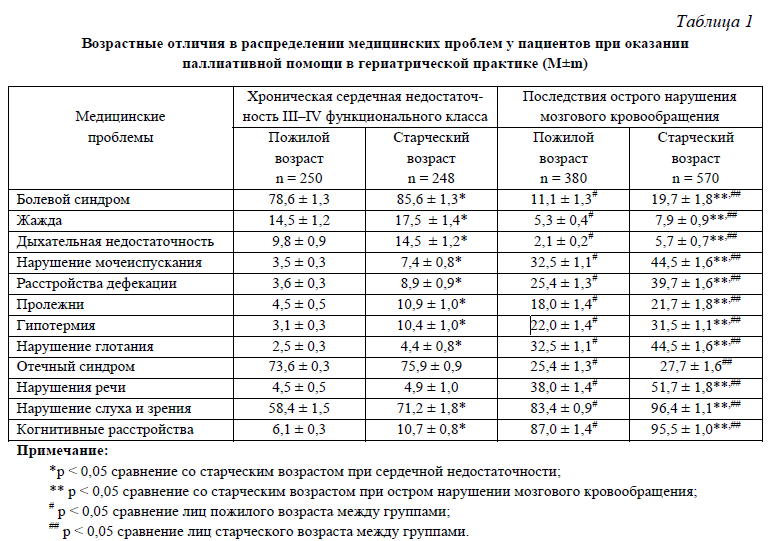 Таблица 1
Возрастные отличия в распределении медицинских проблем у пациентов при оказании
паллиативной помощи в гериатрической практике (М±m)
Медицинские проблемы | Хроническая сердечная недостаточ-ность III–IV функционального класса | Последствия острого нарушения мозгового кровообращения
Пожилой возраст n = 250 | Старческий возраст n = 248 | Пожилой возраст n = 380 | Старческий возраст n = 570
Болевой синдром | 78,6 ± 1,3 | 85,6 ± 1,3* | 11,1 ± 1,3# | 19,7 ± 1,8**,##
Жажда | 14,5 ± 1,2 | 17,5 ± 1,4* | 5,3 ± 0,4# | 7,9 ± 0,9**,##
Дыхательная недостаточность | 9,8 ± 0,9 | 14,5 ± 1,2* | 2,1 ± 0,2# | 5,7 ± 0,7**,##
Нарушение мочеиспускания | 3,5 ± 0,3 | 7,4 ± 0,8* | 32,5 ± 1,1# | 44,5 ± 1,6**,##
Расстройства дефекации | 3,6 ± 0,3 | 8,9 ± 0,9* | 25,4 ± 1,3# | 39,7 ± 1,6**,##
Пролежни | 4,5 ± 0,5 | 10,9 ± 1,0* | 18,0 ± 1,4# | 21,7 ± 1,8**,##
Гипотермия | 3,1 ± 0,3 | 10,4 ± 1,0* | 22,0 ± 1,4# | 31,5 ± 1,1**,##
Нарушение глотания | 2,5 ± 0,3 | 4,4 ± 0,8* | 32,5 ± 1,1# | 44,5 ± 1,6**,##
Отечный синдром | 73,6 ± 0,3 | 75,9 ± 0,9 | 25,4 ± 1,3# | 27,7 ± 1,6##
Нарушения речи | 4,5 ± 0,5 | 4,9 ± 1,0 | 38,0 ± 1,4# | 51,7 ± 1,8**,##
Нарушение слуха и зрения | 58,4 ± 1,5 | 71,2 ± 1,8* | 83,4 ± 0,9# | 96,4 ± 1,1**,##
Когнитивные расстройства | 6,1 ± 0,3 | 10,7 ± 0,8* | 87,0 ± 1,4# | 95,5 ± 1,0**,##
Примечание:
*p < 0,05 сравнение со старческим возрастом при сердечной недостаточности;
** p < 0,05 сравнение со старческим возрастом при остром нарушении мозгового кровообращения;
# p < 0,05 сравнение лиц пожилого возраста между группами;
## p < 0,05 сравнение лиц старческого возраста между группами.